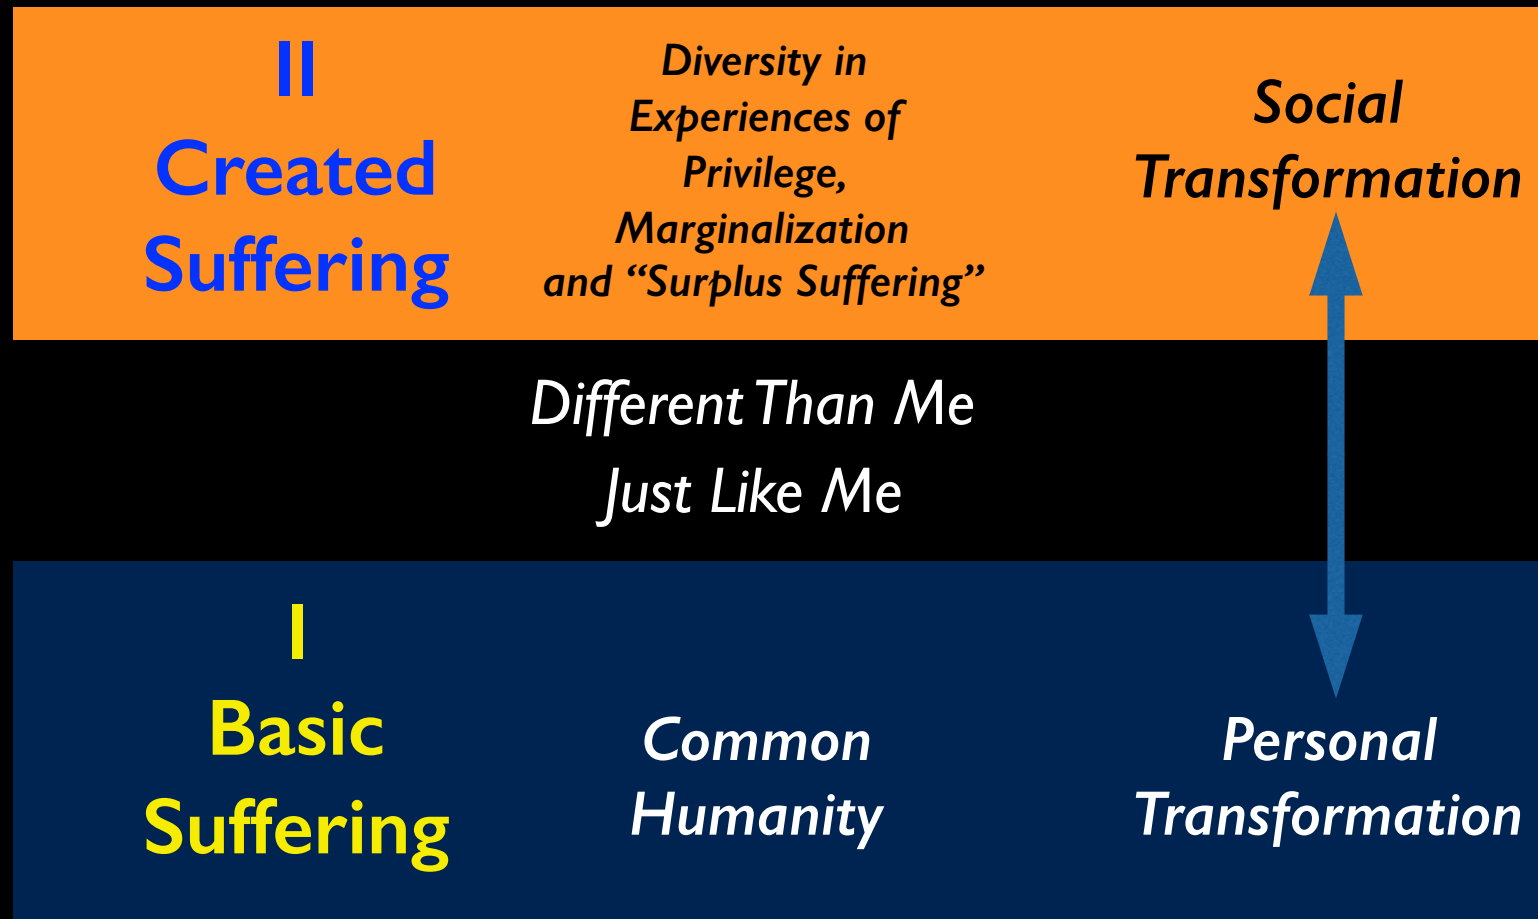 II
Created
Suffering
Diversity in
Experiences of
Privilege,
Marginalization
and “Surplus Suffering”
Social
Transformation
Different Than Me
Just Like Me
I
Basic
Suffering
Common
Humanity
Personal
Transformation